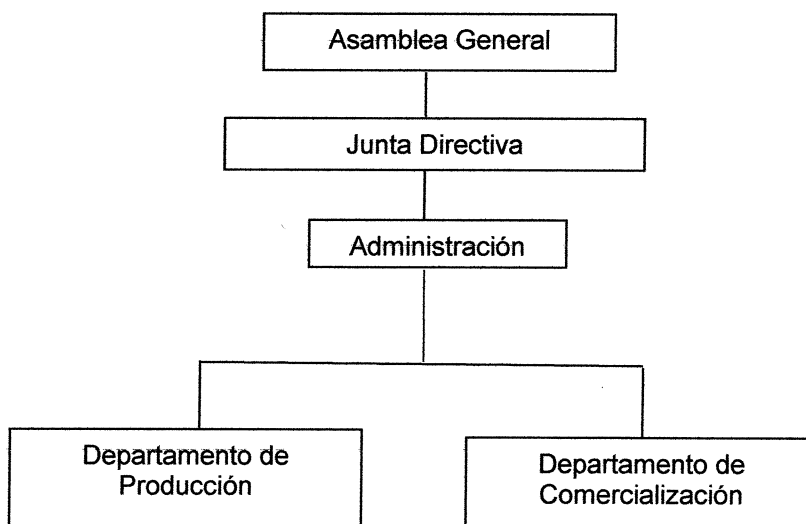 Asamblea General
Junta Directiva
Administración
Departamento de
Producción
Departamento de
Comercialización